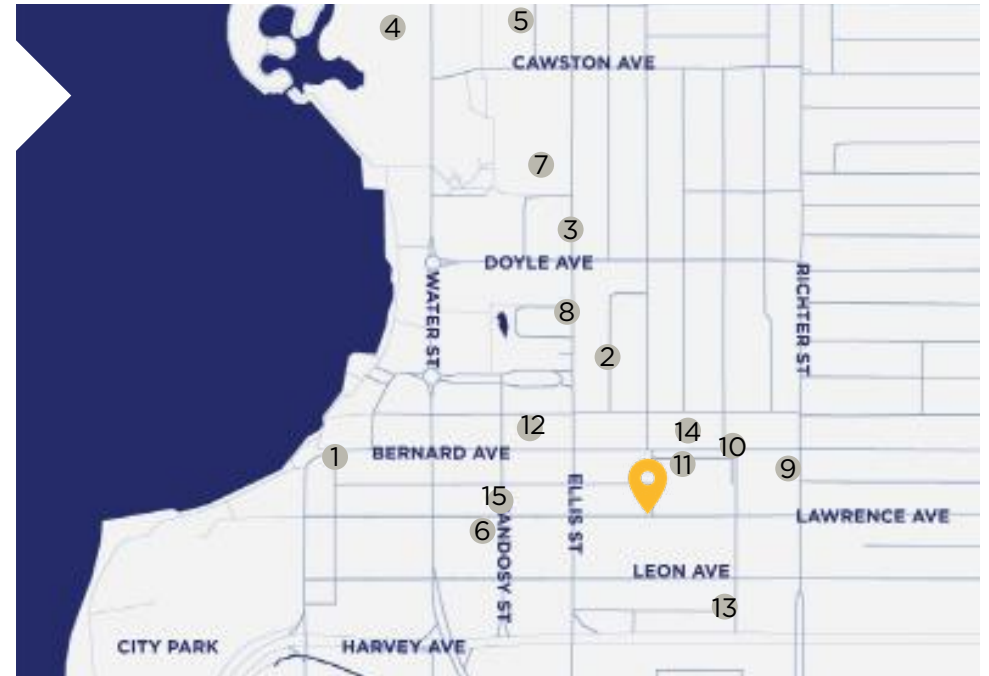 4
5
CAWSTON AVE
7
3
DOYLE AVE
WATER ST
RICHTER ST
8
2
12
14
10
1
BERNARD AVE
11
9
15
ELLIS ST
6
ANDOSY ST
LAWRENCE AVE
LEON AVE
13
CITY PARK
HARVEY AVE